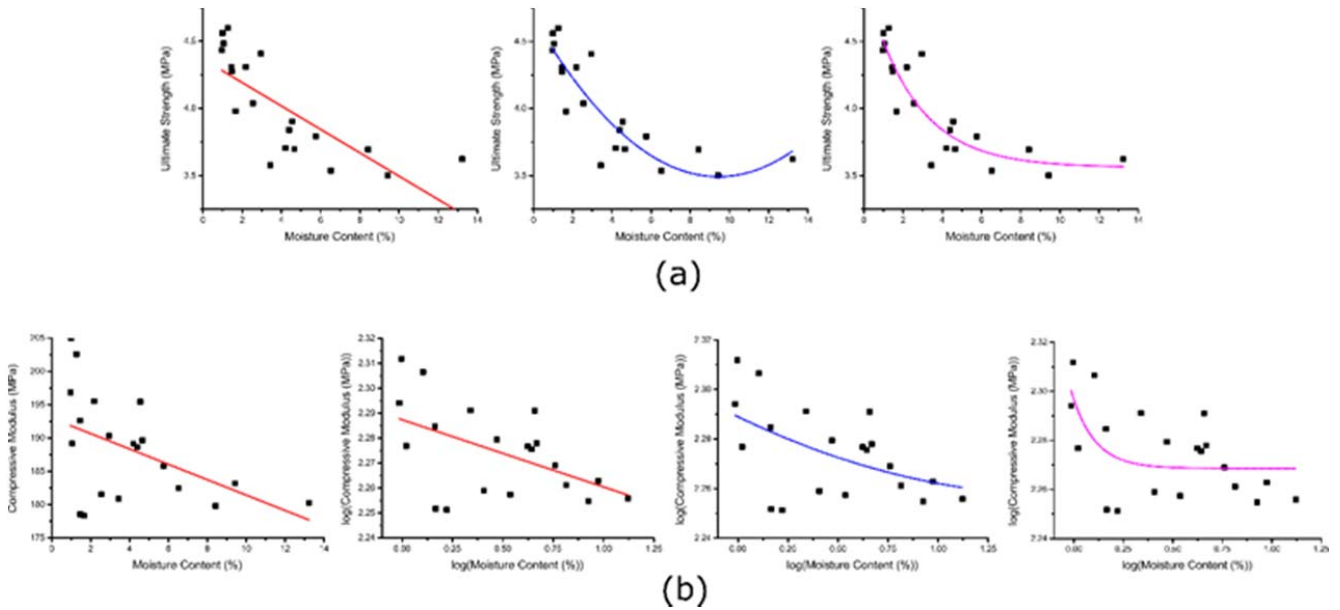 Ultimate Strength (MPa)
4.5
4.0
3.5
0 2 4 6 8 10 12 14
Moisture Content (%)
Ultimate Strength (MPa)
4.5
4.0
3.5
0 2 4 6 8 10 12 14
Moisture Content (%)
Ultimate Strength (MPa)
4.5
4.0
3.5
0 2 4 6 8 10 12 14
Moisture Content (%)
(a)
Compressive Modulus (MPa)
205
200
195
190
185
180
175
0 2 4 6 8 10 12 14
Moisture Content (%)
log(Compressive Modulus (MPa))
2.32
2.31
2.30
2.29
2.28
2.27
2.26
2.25
2.24
0.00 0.25 0.50 0.75 1.00 1.25
log(Moisture Content (%))
log(Compressive Modulus (MPa))
2.32
2.30
2.28
2.26
2.24
0.00 0.25 0.50 0.75 1.00 1.25
log(Moisture Content (%))
log(Compressive Modulus (MPa))
2.32
2.30
2.28
2.26
2.24
0.00 0.25 0.50 0.75 1.00 1.25
log(Moisture Content (%))
(b)